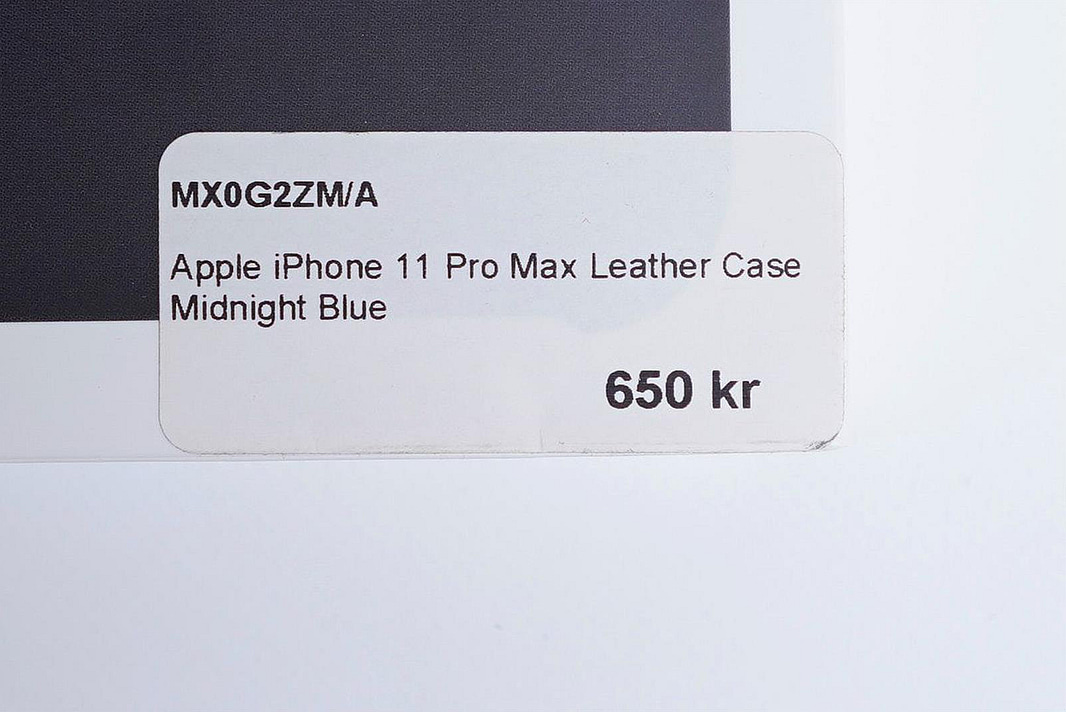 MX0G2ZM/A
Apple iPhone 11 Pro Max Leather Case
Midnight Blue
650 kr